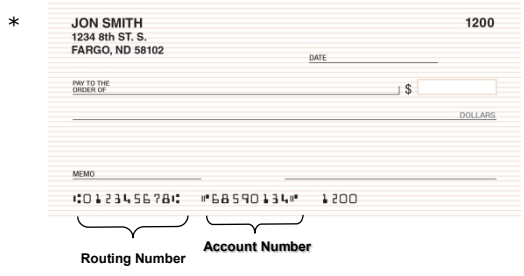 *
JON SMITH 1200
1234 8th ST. S.
FARGO, ND 58102
DATE
PAY TO THE
ORDER OF $
DOLLARS
MEMO
⑆012345678⑆ ⑈68590134⑈ 1200
Routing Number Account Number